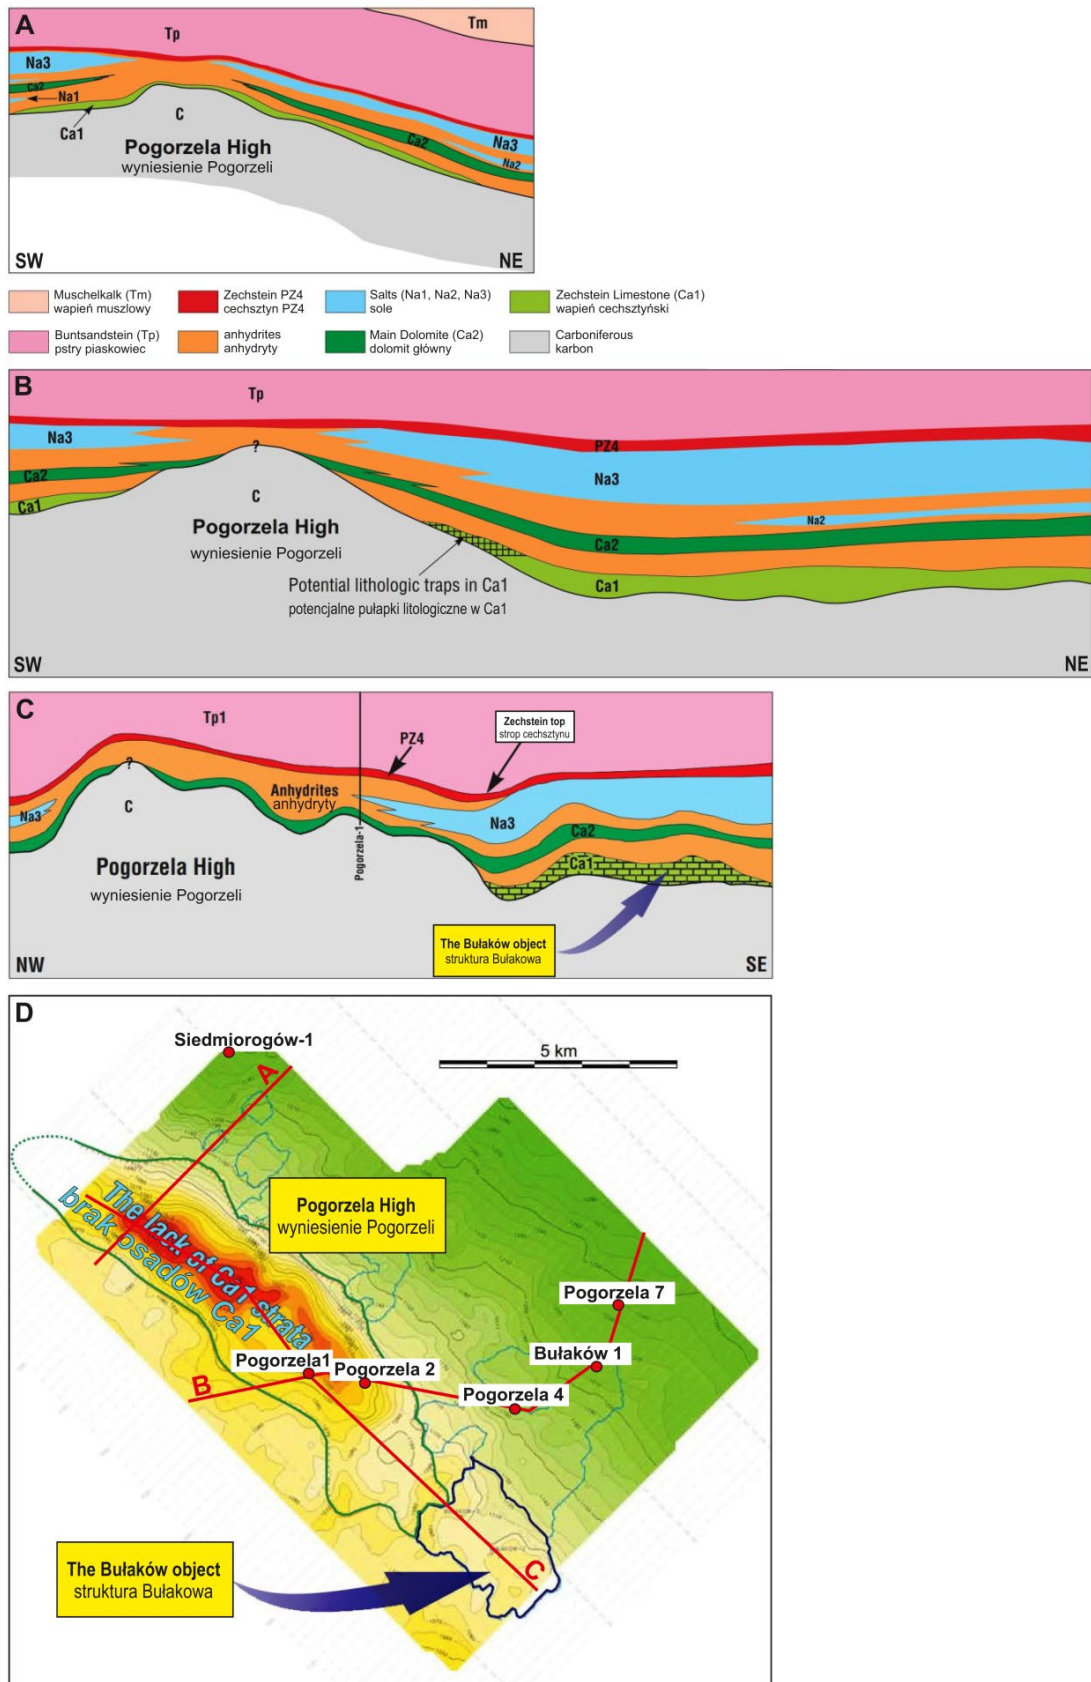 A
Tp
Tm
Na3
Ca2
Na1
Ca1
C
Pogorzela High
wyniesienie Pogorzeli
Ca2
Na3
Na2
SW
NE
Muschelkalk (Tm)
wapień muszlowy
Zechstein PZ4
cechsztyn PZ4
Salts (Na1, Na2, Na3)
sole
Zechstein Limestone (Ca1)
wapień cechsztyński
Buntsandstein (Tp)
pstry piaskowiec
anhydrites
anhydryty
Main Dolomite (Ca2)
dolomit główny
Carboniferous
karbon
B
Tp
Na3
?
PZ4
Na3
Ca2
C
Na2
Ca1
Pogorzela High
wyniesienie Pogorzeli
Ca2
Ca1
Potential lithologic traps in Ca1
potencjalne pułapki litologiczne w Ca1
SW
NE
C
Tp1
PZ4
Zechstein top
strop cechsztynu
?
Anhydrites
anhydryty
C
Na3
Na3
Ca2
Ca1
Pogorzela-1
Pogorzela High
wyniesienie Pogorzeli
The Bułaków object
struktura Bułakowa
NW
SE
D
Siedmiorogów-1
5 km
A
Pogorzela High
wyniesienie Pogorzeli
The lack of Ca1 strata
brak osadów Ca1
Pogorzela 7
Bułaków 1
Pogorzela1
Pogorzela 2
Pogorzela 4
B
C
The Bułaków object
struktura Bułakowa